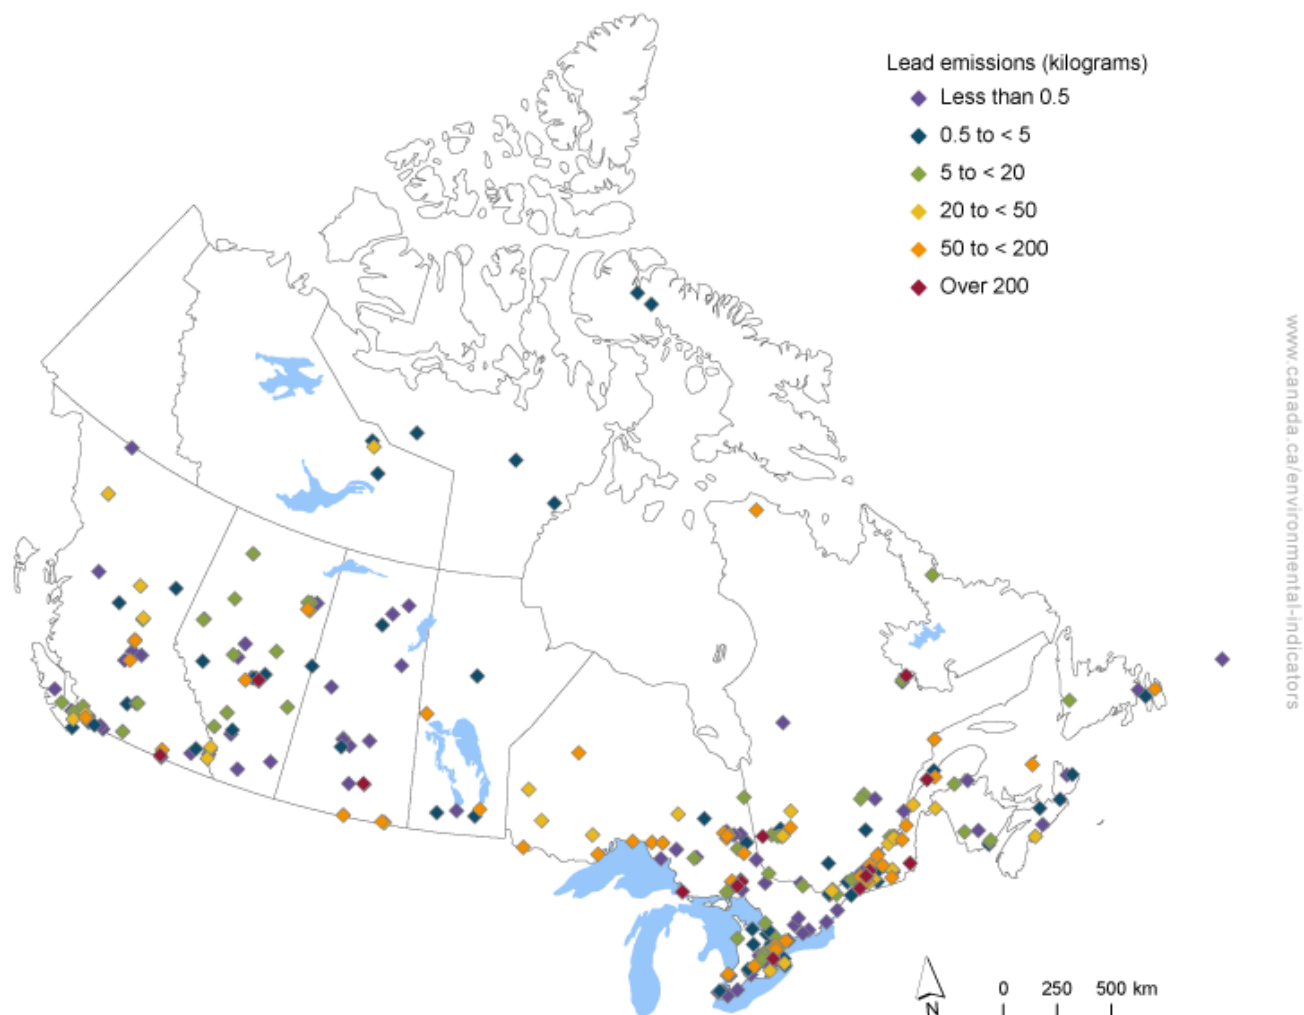 Lead emissions (kilograms)
Less than 0.5
0.5 to < 5
5 to < 20
20 to < 50
50 to < 200
Over 200
www.canada.ca/environmental-indicators
0 250 500 km
N